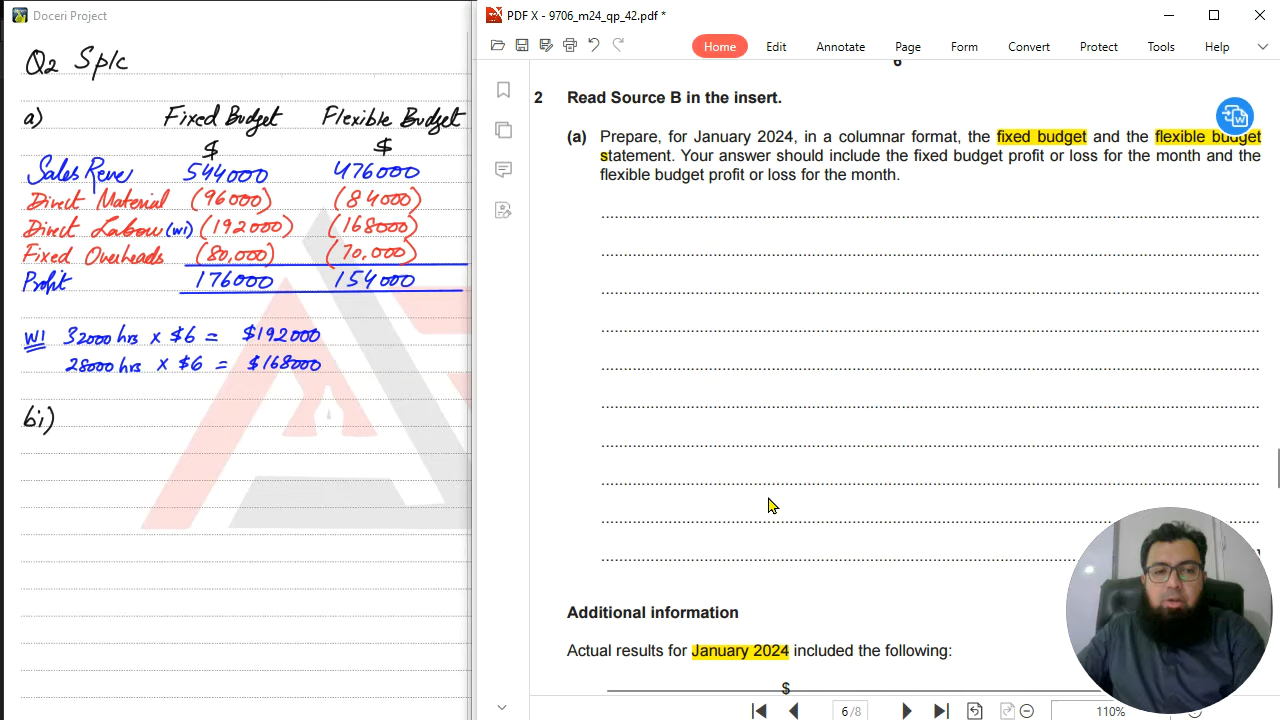 Doceri Project
Q2 S plc
a) Fixed Budget Flexible Budget
$ $
Sales Reve 544000 476000
Direct Material (96000) (84000)
Direct Labour (W1) (192000) (168000)
Fixed Overheads (80,000) (70,000)
Profit 176000 154000
W1 32000 hrs x $6 = $192000
28000 hrs x $6 = $168000
bi)
PDF X - 9706_m24_qp_42.pdf *
Home Edit Annotate Page Form Convert Protect Tools Help
6
2 Read Source B in the insert.
(a) Prepare, for January 2024, in a columnar format, the fixed budget and the flexible budget
statement. Your answer should include the fixed budget profit or loss for the month and the
flexible budget profit or loss for the month.
Additional information
Actual results for January 2024 included the following:
$
6/8 110%